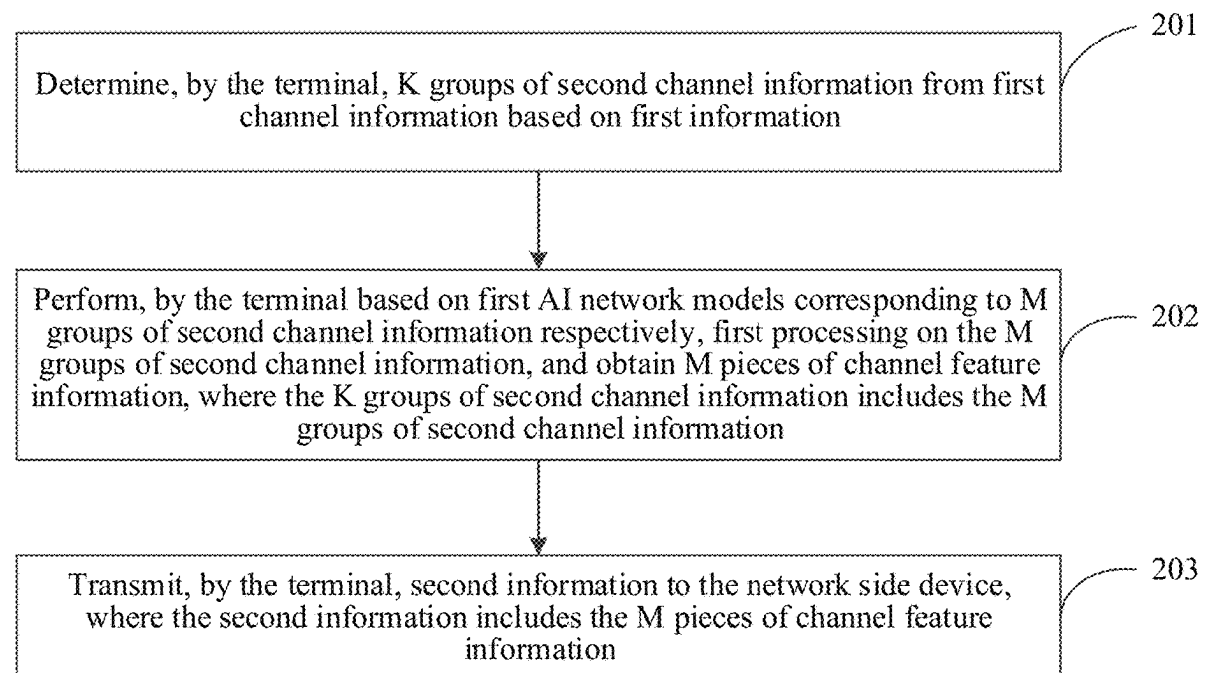 201
Determine, by the terminal, K groups of second channel information from first
channel information based on first information
Perform, by the terminal based on first AI network models corresponding to M
groups of second channel information respectively, first processing on the M
groups of second channel information, and obtain M pieces of channel feature
information, where the K groups of second channel information includes the M
groups of second channel information
202
Transmit, by the terminal, second information to the network side device,
where the second information includes the M pieces of channel feature
information
203